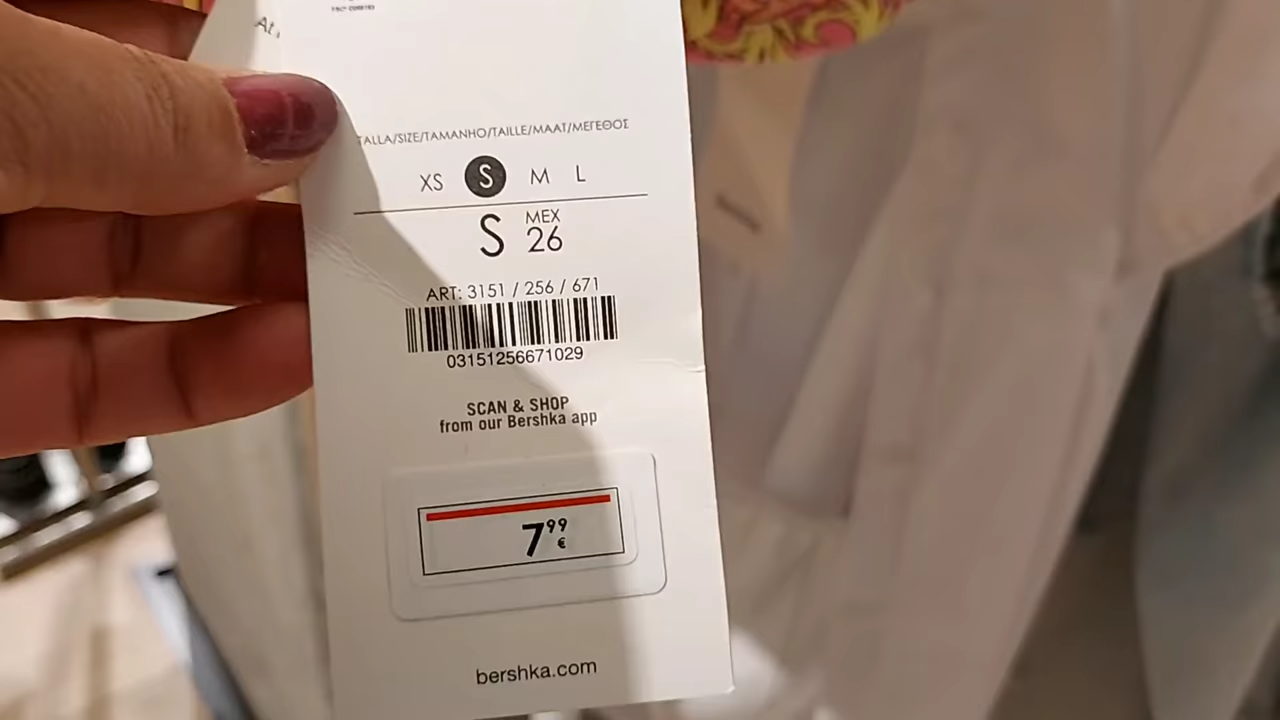 TALLA/SIZE/TAMANHO/TAILLE/MAAT/ΜΕΓΕΘΟΣ
XS S M L
S MEX 26
ART: 3151 / 256 / 671
03151256671029
SCAN & SHOP
from our Bershka app
7⁹⁹ €
bershka.com